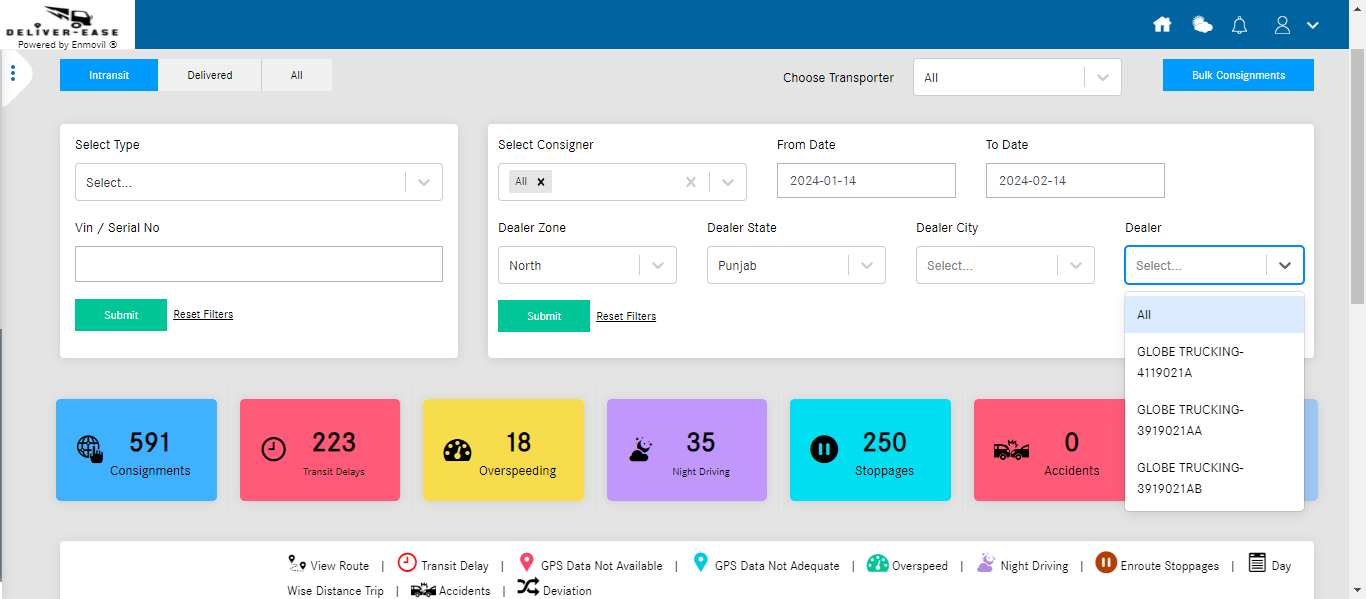 DELIVER-EASE
Powered by Enmovil ®
Intransit
Delivered
All
Choose Transporter
All
Bulk Consignments
Select Type
Select...
Vin / Serial No
Submit
Reset Filters
Select Consigner
All
From Date
2024-01-14
To Date
2024-02-14
Dealer Zone
North
Dealer State
Punjab
Dealer City
Select...
Dealer
Select...
Submit
Reset Filters
All
GLOBE TRUCKING-
4119021A
GLOBE TRUCKING-
3919021AA
GLOBE TRUCKING-
3919021AB
591
Consignments
223
Transit Delays
18
Overspeeding
35
Night Driving
250
Stoppages
0
Accidents
View Route | Transit Delay | GPS Data Not Available | GPS Data Not Adequate | Overspeed | Night Driving | Enroute Stoppages | Day
Wise Distance Trip | Accidents | Deviation